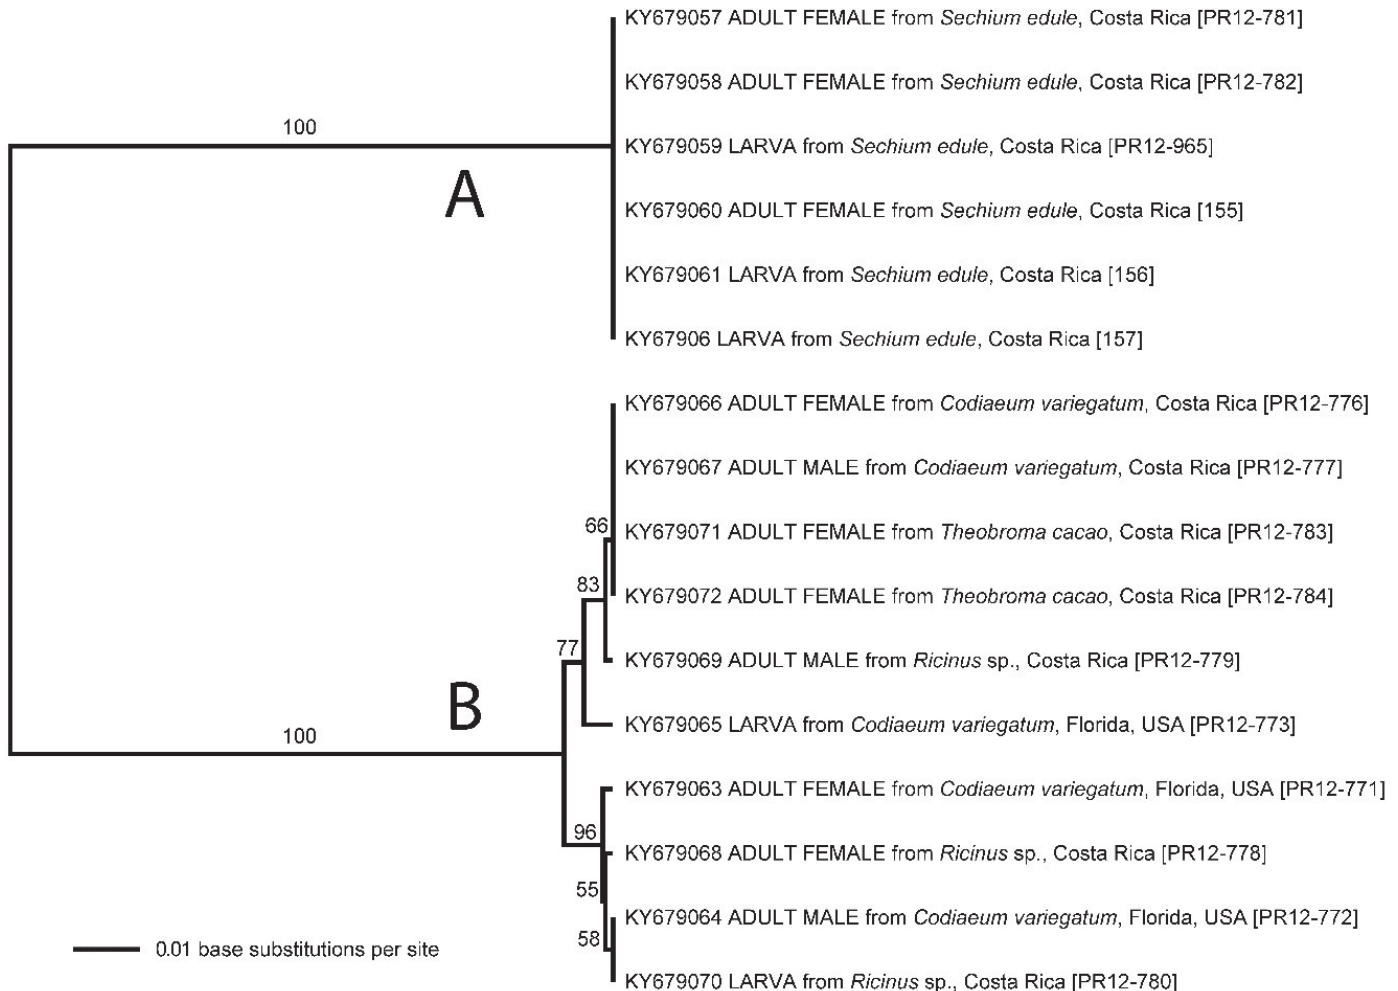 KY679057 ADULT FEMALE from Sechium edule, Costa Rica [PR12-781]
KY679058 ADULT FEMALE from Sechium edule, Costa Rica [PR12-782]
100
KY679059 LARVA from Sechium edule, Costa Rica [PR12-965]
A
KY679060 ADULT FEMALE from Sechium edule, Costa Rica [155]
KY679061 LARVA from Sechium edule, Costa Rica [156]
KY67906 LARVA from Sechium edule, Costa Rica [157]
KY679066 ADULT FEMALE from Codiaeum variegatum, Costa Rica [PR12-776]
KY679067 ADULT MALE from Codiaeum variegatum, Costa Rica [PR12-777]
66
KY679071 ADULT FEMALE from Theobroma cacao, Costa Rica [PR12-783]
83
KY679072 ADULT FEMALE from Theobroma cacao, Costa Rica [PR12-784]
77
KY679069 ADULT MALE from Ricinus sp., Costa Rica [PR12-779]
B
KY679065 LARVA from Codiaeum variegatum, Florida, USA [PR12-773]
100
KY679063 ADULT FEMALE from Codiaeum variegatum, Florida, USA [PR12-771]
96
KY679068 ADULT FEMALE from Ricinus sp., Costa Rica [PR12-778]
55
KY679064 ADULT MALE from Codiaeum variegatum, Florida, USA [PR12-772]
58
0.01 base substitutions per site
KY679070 LARVA from Ricinus sp., Costa Rica [PR12-780]